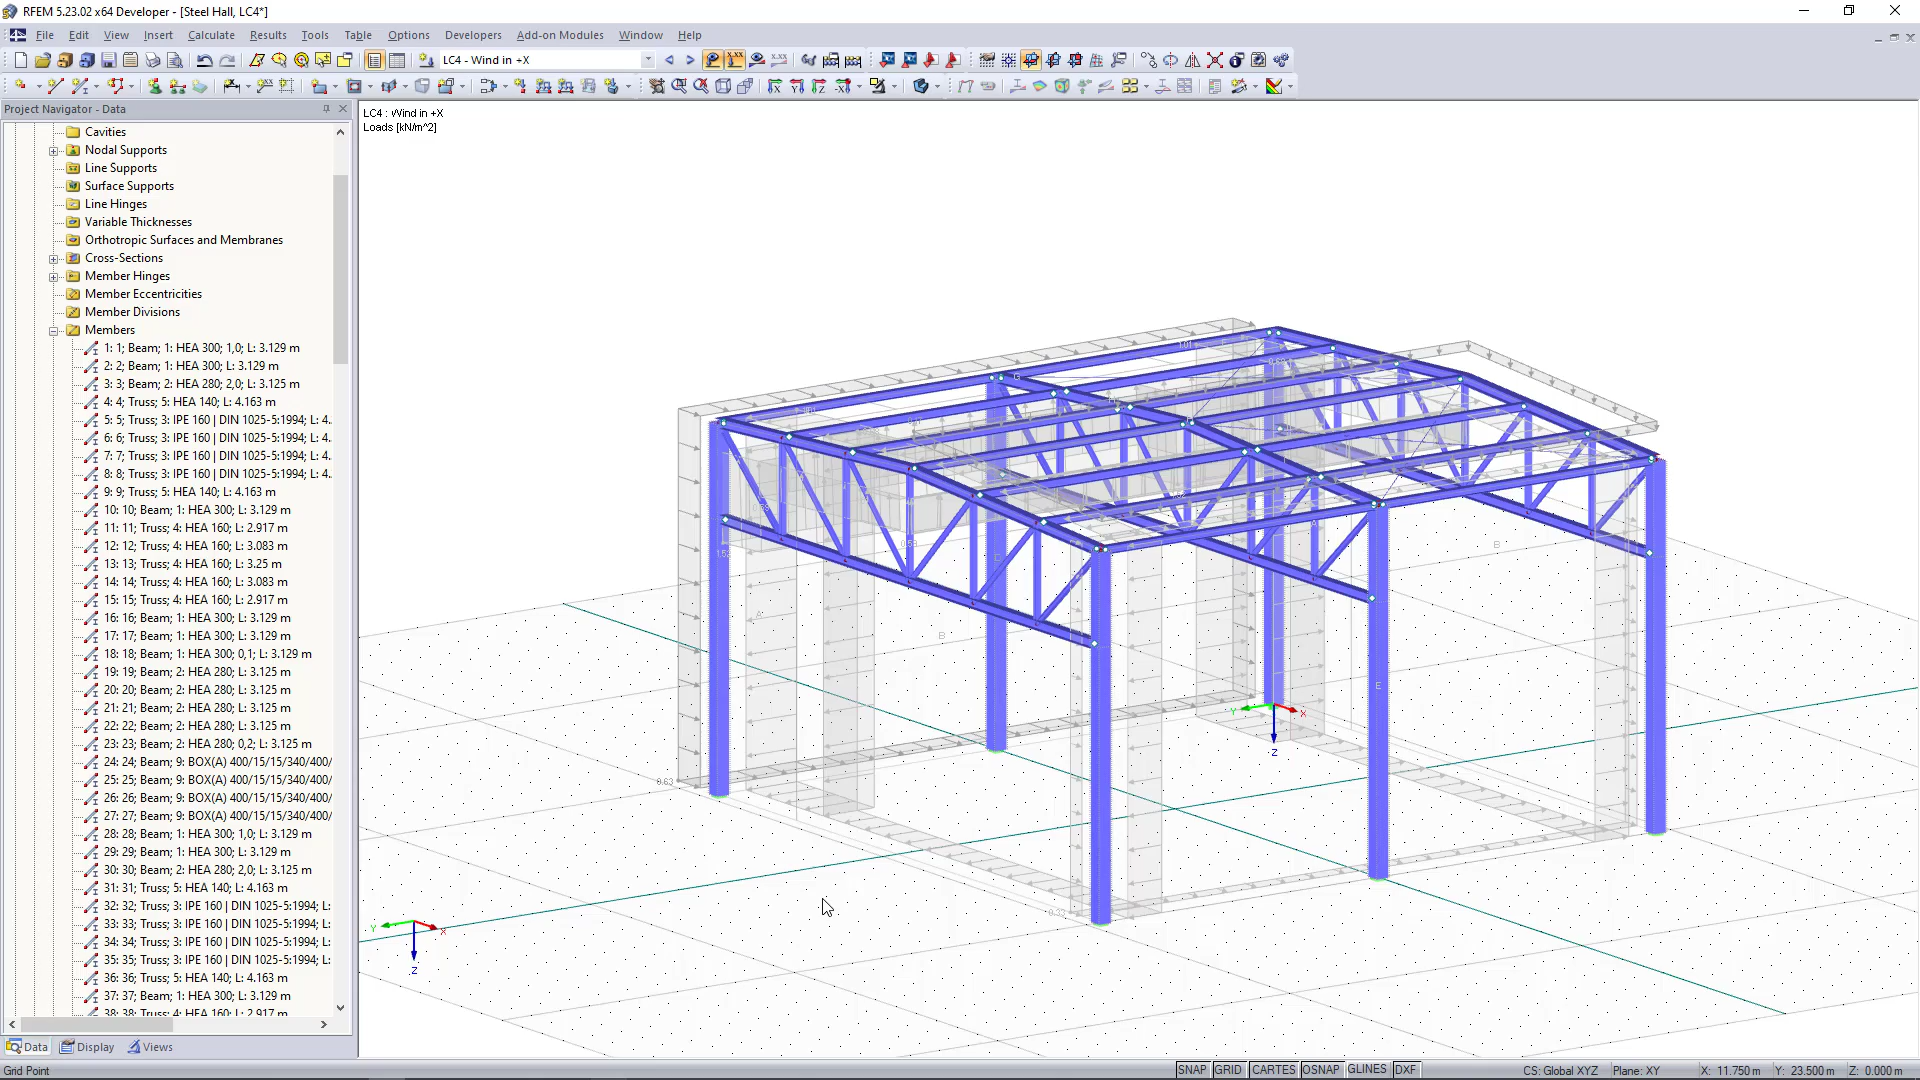 RFEM 5.23.02 x64 Developer - [Steel Hall, LC4*]
File Edit View Insert Calculate Results Tools Table Options Developers Add-on Modules Window Help
LC4 - Wind in +X
Project Navigator - Data
Cavities
Nodal Supports
Line Supports
Surface Supports
Line Hinges
Variable Thicknesses
Orthotropic Surfaces and Membranes
Cross-Sections
Member Hinges
Member Eccentricities
Member Divisions
Members
1: 1; Beam; 1: HEA 300; 1,0; L: 3.129 m
2: 2; Beam; 1: HEA 300; L: 3.129 m
3: 3; Beam; 2: HEA 280; 2,0; L: 3.125 m
4: 4; Truss; 5: HEA 140; L: 4.163 m
5: 5; Truss; 3: IPE 160 | DIN 1025-5:1994; L: 4..
6: 6; Truss; 3: IPE 160 | DIN 1025-5:1994; L: 4..
7: 7; Truss; 3: IPE 160 | DIN 1025-5:1994; L: 4..
8: 8; Truss; 3: IPE 160 | DIN 1025-5:1994; L: 4..
9: 9; Truss; 5: HEA 140; L: 4.163 m
10: 10; Beam; 1: HEA 300; L: 3.129 m
11: 11; Truss; 4: HEA 160; L: 2.917 m
12: 12; Truss; 4: HEA 160; L: 3.083 m
13: 13; Truss; 4: HEA 160; L: 3.25 m
14: 14; Truss; 4: HEA 160; L: 3.083 m
15: 15; Truss; 4: HEA 160; L: 2.917 m
16: 16; Beam; 1: HEA 300; L: 3.129 m
17: 17; Beam; 1: HEA 300; L: 3.129 m
18: 18; Beam; 1: HEA 300; 0,1; L: 3.129 m
19: 19; Beam; 2: HEA 280; L: 3.125 m
20: 20; Beam; 2: HEA 280; L: 3.125 m
21: 21; Beam; 2: HEA 280; L: 3.125 m
22: 22; Beam; 2: HEA 280; L: 3.125 m
23: 23; Beam; 2: HEA 280; 0,2; L: 3.125 m
24: 24; Beam; 9: BOX(A) 400/15/15/340/400/
25: 25; Beam; 9: BOX(A) 400/15/15/340/400/
26: 26; Beam; 9: BOX(A) 400/15/15/340/400/
27: 27; Beam; 9: BOX(A) 400/15/15/340/400/
28: 28; Beam; 1: HEA 300; 1,0; L: 3.129 m
29: 29; Beam; 1: HEA 300; L: 3.129 m
30: 30; Beam; 2: HEA 280; 2,0; L: 3.125 m
31: 31; Truss; 5: HEA 140; L: 4.163 m
32: 32; Truss; 3: IPE 160 | DIN 1025-5:1994; L:
33: 33; Truss; 3: IPE 160 | DIN 1025-5:1994; L:
34: 34; Truss; 3: IPE 160 | DIN 1025-5:1994; L:
35: 35; Truss; 3: IPE 160 | DIN 1025-5:1994; L:
36: 36; Truss; 5: HEA 140; L: 4.163 m
37: 37; Beam; 1: HEA 300; L: 3.129 m
38: 38; Truss; 4: HEA 160; L: 2.917 m
Data Display Views
LC4 : Wind in +X
Loads [kN/m^2]
A
B
B
E
0.63
Y
X
Z
Y
X
Z
Grid Point
SNAP GRID CARTES OSNAP GLINES DXF
CS: Global XYZ Plane: XY X: 11.750 m Y: 23.500 m Z: 0.000 m